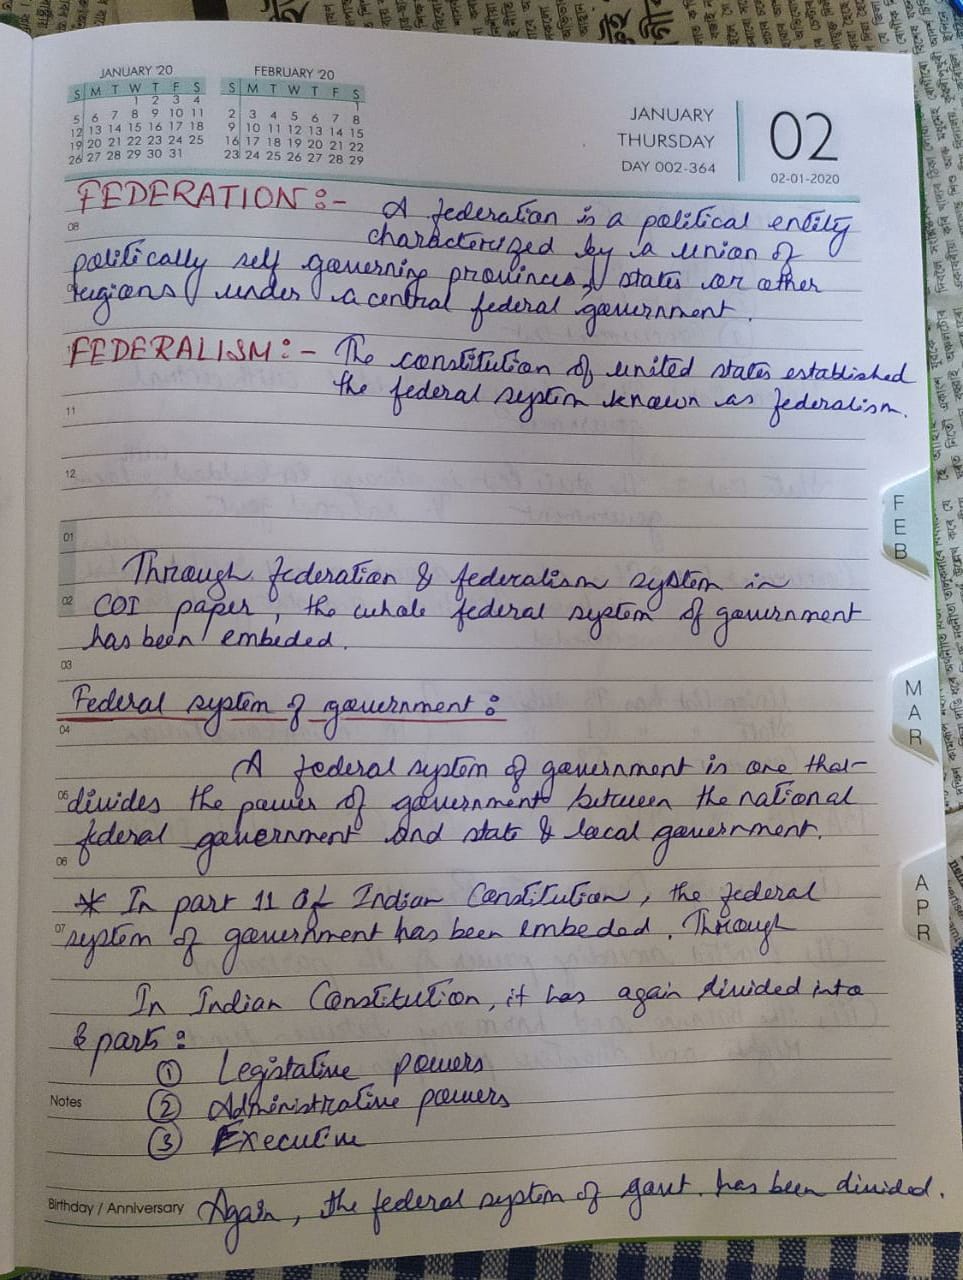 JANUARY '20
S M T W T F S
1 2 3 4
5 6 7 8 9 10 11
12 13 14 15 16 17 18
19 20 21 22 23 24 25
26 27 28 29 30 31
FEBRUARY '20
S M T W T F S
1
2 3 4 5 6 7 8
9 10 11 12 13 14 15
16 17 18 19 20 21 22
23 24 25 26 27 28 29
JANUARY
THURSDAY
DAY 002-364
02
02-01-2020
FEDERATION :- A federation is a political entity
08
characterized by a union of
politically self governing provinces, states or other
regions under a central federal government.
FEDERALISM :- The constitution of united states established
the federal system known as federalism.
11
12
01
Through federation & federalism system in
02 COI paper, the whole federal system of government
has been embeded.
03
Federal system of government :
04
A federal system of government is one that
05 divides the power of government between the national
federal government and state & local government.
06
* In part 11 of Indian Constitution, the federal
07 system of government has been embeded. Through
In Indian Constitution, it has again divided into
3 parts :
① Legistative powers
Notes ② Administrative powers
③ Executive
Birthday / Anniversary Again, the federal system of govt. has been divided.
FEB
MAR
APR